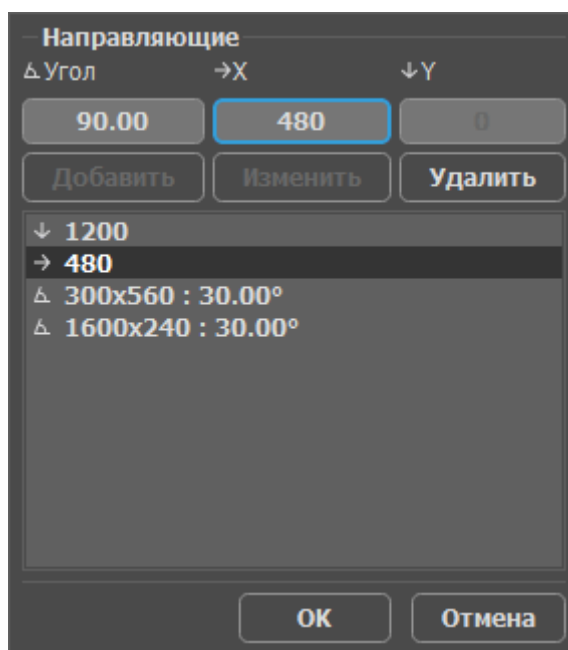 Направляющие
Угол →X ↓Y
90.00 480 0
Добавить Изменить Удалить
↓ 1200
→ 480
300x560 : 30.00°
1600x240 : 30.00°
OK Отмена